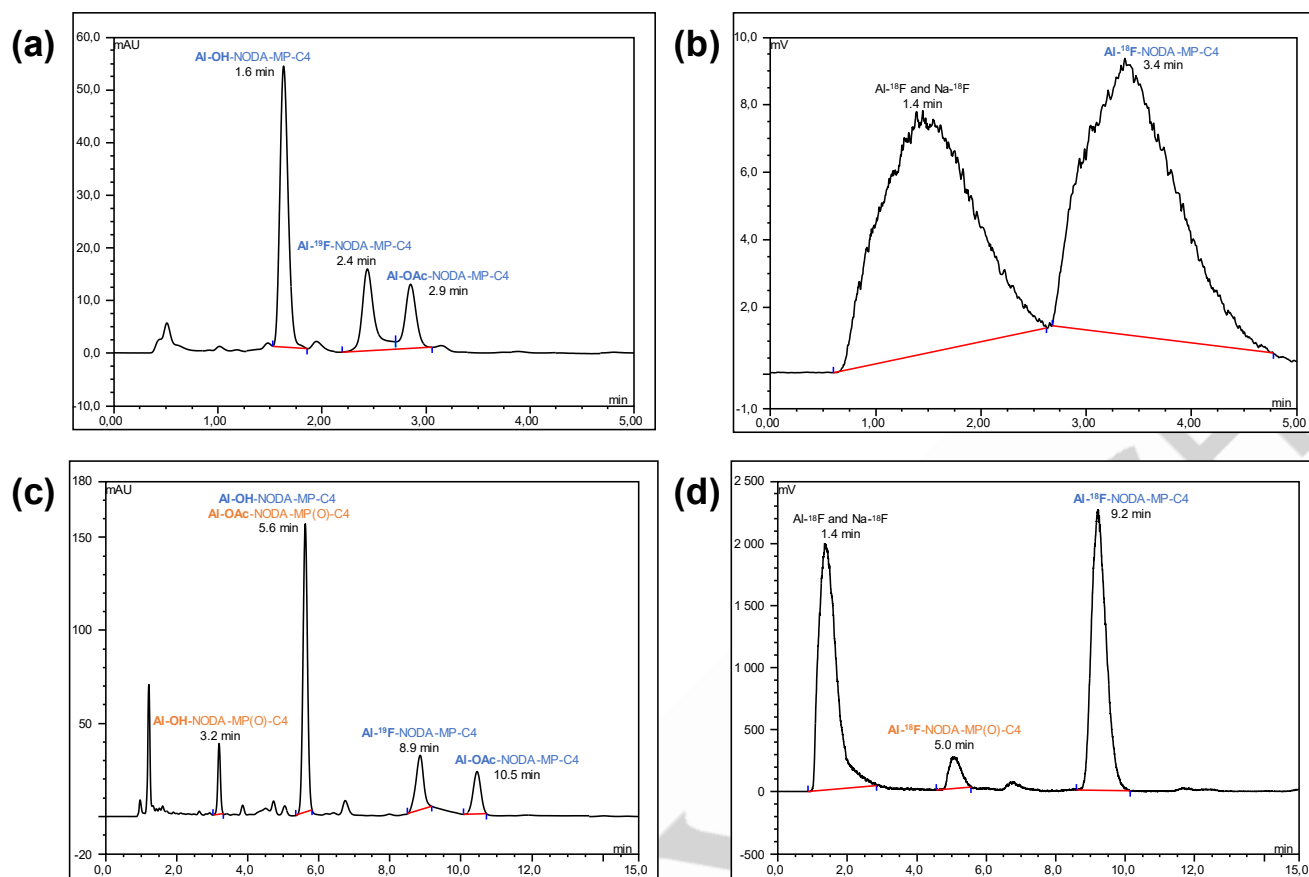 (a)
mAU
60,0
50,0
40,0
30,0
20,0
10,0
0,0
-10,0
Al-OH-NODA-MP-C4
1.6 min
Al-¹⁹F-NODA-MP-C4
2.4 min
Al-OAc-NODA-MP-C4
2.9 min
min
0,00 1,00 2,00 3,00 4,00 5,00
(b)
mV
10,0
8,0
6,0
4,0
2,0
-1,0
Al-¹⁸F and Na-¹⁸F
1.4 min
Al-¹⁸F-NODA-MP-C4
3.4 min
min
0,00 1,00 2,00 3,00 4,00 5,00
(c)
mAU
180
150
100
50
-20
Al-OH-NODA-MP-C4
Al-OAc-NODA-MP(O)-C4
5.6 min
Al-OH-NODA-MP(O)-C4
3.2 min
Al-¹⁹F-NODA-MP-C4
8.9 min
Al-OAc-NODA-MP-C4
10.5 min
min
0,0 2,0 4,0 6,0 8,0 10,0 12,0 15,0
(d)
mV
2 500
2 000
1 500
1 000
500
0
-500
Al-¹⁸F and Na-¹⁸F
1.4 min
Al-¹⁸F-NODA-MP(O)-C4
5.0 min
Al-¹⁸F-NODA-MP-C4
9.2 min
min
0,0 2,0 4,0 6,0 8,0 10,0 12,0 15,0